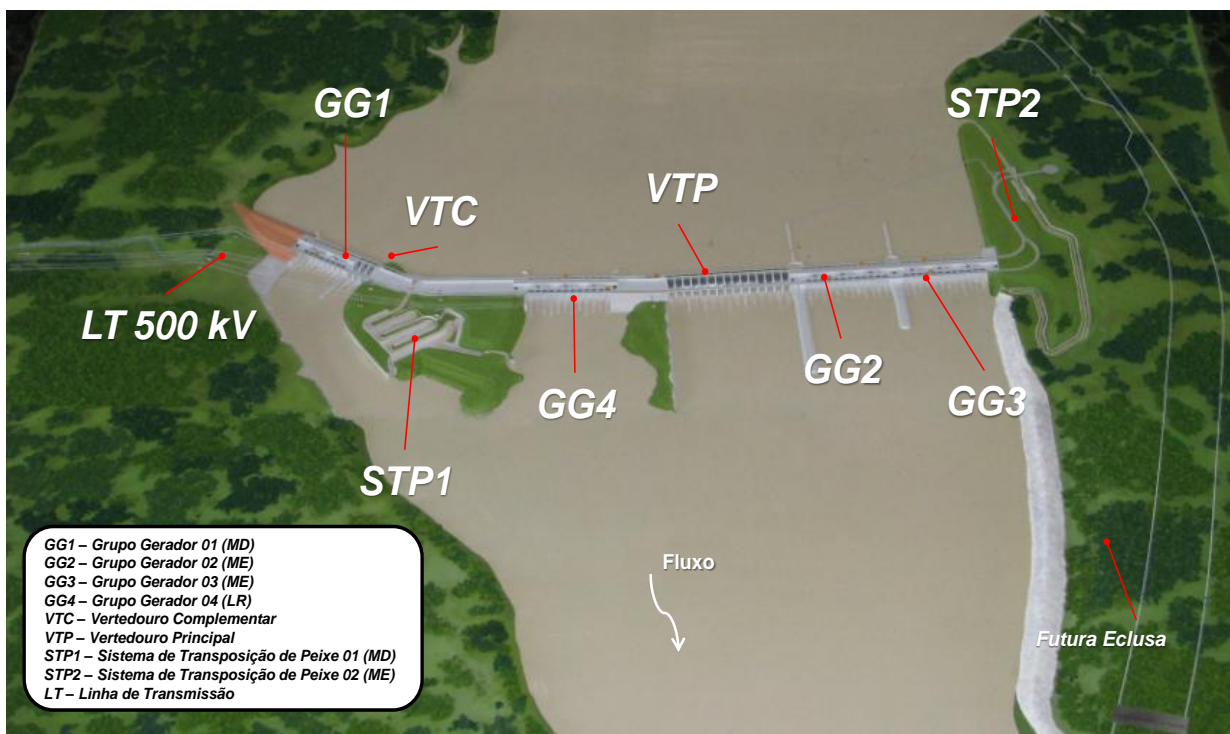 GG1
STP2
VTP
VTC
LT 500 kV
GG2
GG3
GG4
STP1
Fluxo
Futura Eclusa
GG1 – Grupo Gerador 01 (MD)
GG2 – Grupo Gerador 02 (ME)
GG3 – Grupo Gerador 03 (ME)
GG4 – Grupo Gerador 04 (LR)
VTC – Vertedouro Complementar
VTP – Vertedouro Principal
STP1 – Sistema de Transposição de Peixe 01 (MD)
STP2 – Sistema de Transposição de Peixe 02 (ME)
LT – Linha de Transmissão